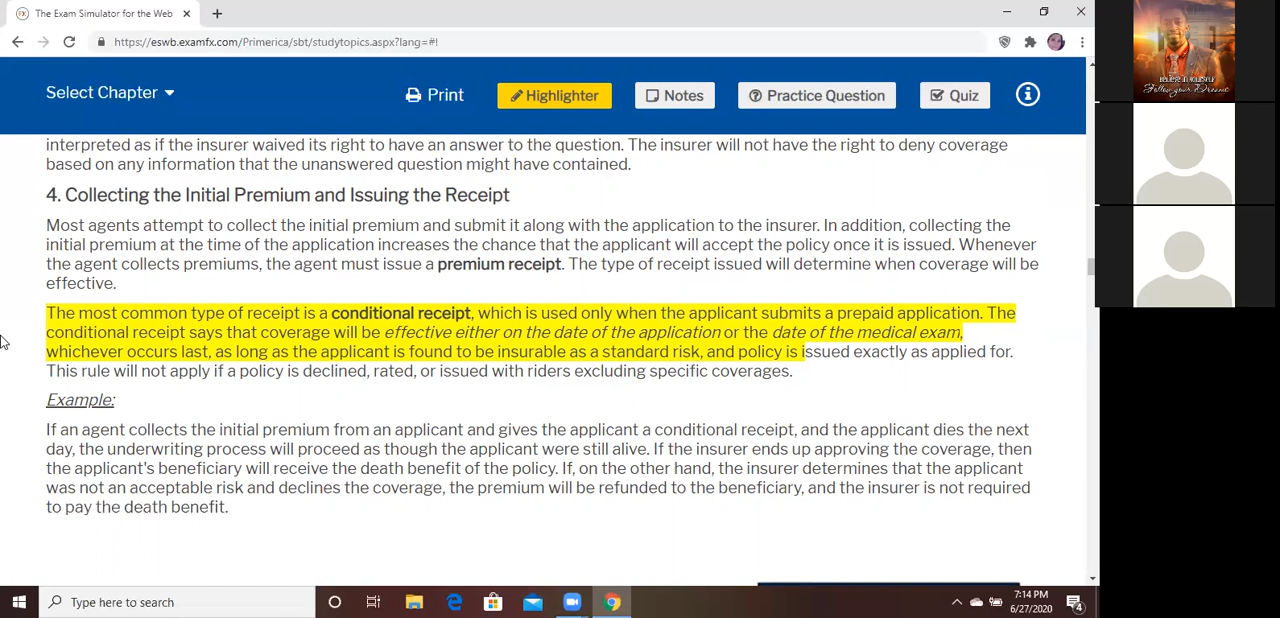 The Exam Simulator for the Web
https://eswb.examfx.com/Primerica/sbt/studytopics.aspx?lang=#!
Select Chapter
Print
Highlighter
Notes
Practice Question
Quiz
interpreted as if the insurer waived its right to have an answer to the question. The insurer will not have the right to deny coverage
based on any information that the unanswered question might have contained.
4. Collecting the Initial Premium and Issuing the Receipt
Most agents attempt to collect the initial premium and submit it along with the application to the insurer. In addition, collecting the
initial premium at the time of the application increases the chance that the applicant will accept the policy once it is issued. Whenever
the agent collects premiums, the agent must issue a premium receipt. The type of receipt issued will determine when coverage will be
effective.
The most common type of receipt is a conditional receipt, which is used only when the applicant submits a prepaid application. The
conditional receipt says that coverage will be effective either on the date of the application or the date of the medical exam,
whichever occurs last, as long as the applicant is found to be insurable as a standard risk, and policy is issued exactly as applied for.
This rule will not apply if a policy is declined, rated, or issued with riders excluding specific coverages.
Example:
If an agent collects the initial premium from an applicant and gives the applicant a conditional receipt, and the applicant dies the next
day, the underwriting process will proceed as though the applicant were still alive. If the insurer ends up approving the coverage, then
the applicant's beneficiary will receive the death benefit of the policy. If, on the other hand, the insurer determines that the applicant
was not an acceptable risk and declines the coverage, the premium will be refunded to the beneficiary, and the insurer is not required
to pay the death benefit.
Type here to search
7:14 PM
6/27/2020
4
BELIEVE IN YOURSELF
Follow your Dreams